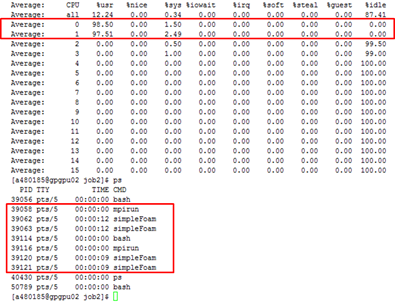 Average: CPU %usr %nice %sys %iowait %irq %soft %steal %guest %idle
Average: all 12.24 0.00 0.34 0.00 0.00 0.00 0.00 0.00 87.41
Average: 0 98.50 0.00 1.50 0.00 0.00 0.00 0.00 0.00 0.00
Average: 1 97.51 0.00 2.49 0.00 0.00 0.00 0.00 0.00 0.00
Average: 2 0.00 0.00 0.50 0.00 0.00 0.00 0.00 0.00 99.50
Average: 3 0.00 0.00 1.00 0.00 0.00 0.00 0.00 0.00 99.00
Average: 4 0.00 0.00 0.00 0.00 0.00 0.00 0.00 0.00 100.00
Average: 5 0.00 0.00 0.00 0.00 0.00 0.00 0.00 0.00 100.00
Average: 6 0.00 0.00 0.00 0.00 0.00 0.00 0.00 0.00 100.00
Average: 7 0.00 0.00 0.00 0.00 0.00 0.00 0.00 0.00 100.00
Average: 8 0.00 0.00 0.00 0.00 0.00 0.00 0.00 0.00 100.00
Average: 9 0.00 0.00 0.00 0.00 0.00 0.00 0.00 0.00 100.00
Average: 10 0.00 0.00 0.00 0.00 0.00 0.00 0.00 0.00 100.00
Average: 11 0.00 0.00 0.00 0.00 0.00 0.00 0.00 0.00 100.00
Average: 12 0.00 0.00 0.00 0.00 0.00 0.00 0.00 0.00 100.00
Average: 13 0.00 0.00 0.00 0.00 0.00 0.00 0.00 0.00 100.00
Average: 14 0.00 0.00 0.00 0.00 0.00 0.00 0.00 0.00 100.00
Average: 15 0.00 0.00 0.00 0.00 0.00 0.00 0.00 0.00 100.00
[a480185@gpgpu02 job2]# ps
PID TTY TIME CMD
39056 pts/5 00:00:00 bash
39058 pts/5 00:00:00 mpirun
39062 pts/5 00:00:12 simpleFoam
39063 pts/5 00:00:12 simpleFoam
39114 pts/5 00:00:00 bash
39116 pts/5 00:00:00 mpirun
39120 pts/5 00:00:09 simpleFoam
39121 pts/5 00:00:09 simpleFoam
40430 pts/5 00:00:00 ps
50789 pts/5 00:00:00 bash
[a480185@gpgpu02 job2]#